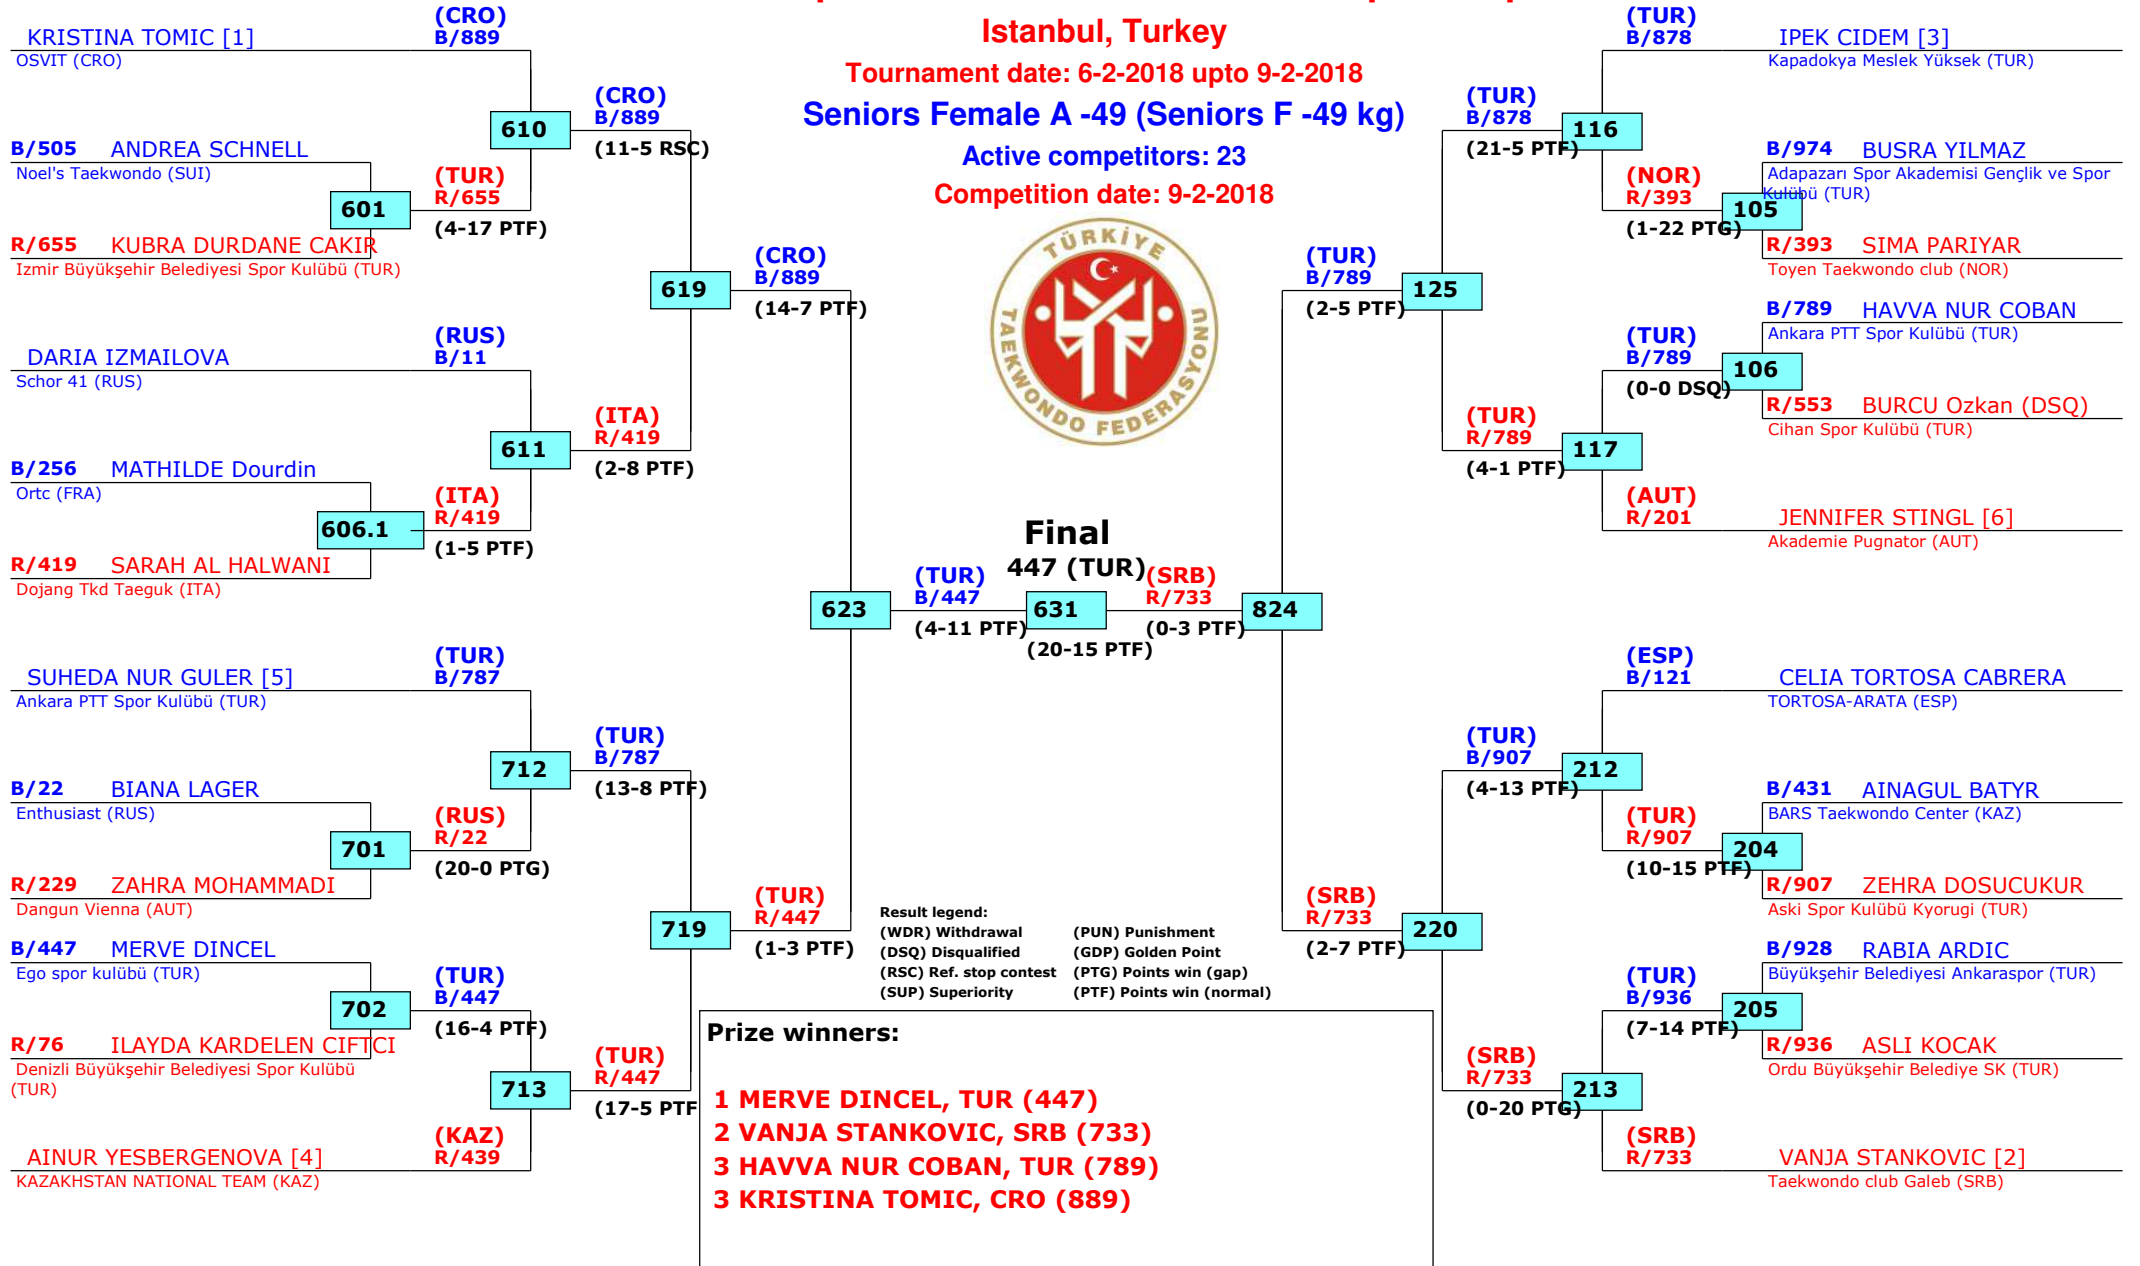 Istanbul, Turkey
Tournament date: 6-2-2018 upto 9-2-2018
Seniors Female A -49 (Seniors F -49 kg)
Active competitors: 23
Competition date: 9-2-2018
TÜRKİYE
TAEKWONDO FEDERASYONU
KRISTINA TOMIC [1]
OSVIT (CRO)
(CRO)
B/889
B/505 ANDREA SCHNELL
Noel's Taekwondo (SUI)
601
R/655 KUBRA DURDANE CAKIR
Izmir Büyükşehir Belediyesi Spor Kulübü (TUR)
(TUR)
R/655
(4-17 PTF)
610
(CRO)
B/889
(11-5 RSC)
DARIA IZMAILOVA
Schor 41 (RUS)
(RUS)
B/11
B/256 MATHILDE Dourdin
Ortc (FRA)
606.1
R/419 SARAH AL HALWANI
Dojang Tkd Taeguk (ITA)
(ITA)
R/419
(1-5 PTF)
611
(ITA)
R/419
(2-8 PTF)
619
(CRO)
B/889
(14-7 PTF)
SUHEDA NUR GULER [5]
Ankara PTT Spor Kulübü (TUR)
(TUR)
B/787
B/22 BIANA LAGER
Enthusiast (RUS)
701
R/229 ZAHRA MOHAMMADI
Dangun Vienna (AUT)
(RUS)
R/22
(20-0 PTG)
712
(TUR)
B/787
(13-8 PTF)
B/447 MERVE DINCEL
Ego spor kulübü (TUR)
702
R/76 ILAYDA KARDELEN CIFTCI
Denizli Büyükşehir Belediyesi Spor Kulübü
(TUR)
(TUR)
B/447
(16-4 PTF)
713
AINUR YESBERGENOVA [4]
KAZAKHSTAN NATIONAL TEAM (KAZ)
(KAZ)
R/439
(TUR)
R/447
(17-5 PTF
719
(TUR)
R/447
(1-3 PTF)
623
(TUR)
B/447
(4-11 PTF)
Final
447 (TUR)
631
(20-15 PTF)
(SRB)
R/733
(0-3 PTF)
824
(TUR)
B/789
(2-5 PTF)
125
(TUR)
B/878
(21-5 PTF)
116
(TUR)
B/878
IPEK CIDEM [3]
Kapadokya Meslek Yüksek (TUR)
B/974 BUSRA YILMAZ
Adapazarı Spor Akademisi Gençlik ve Spor
Kulübü (TUR)
(NOR)
R/393
(1-22 PTG)
105
R/393 SIMA PARIYAR
Toyen Taekwondo club (NOR)
B/789 HAVVA NUR COBAN
Ankara PTT Spor Kulübü (TUR)
(TUR)
B/789
(0-0 DSQ)
106
R/553 BURCU Ozkan (DSQ)
Cihan Spor Kulübü (TUR)
(TUR)
R/789
(4-1 PTF)
117
(AUT)
R/201
JENNIFER STINGL [6]
Akademie Pugnator (AUT)
(ESP)
B/121
CELIA TORTOSA CABRERA
TORTOSA-ARATA (ESP)
(TUR)
B/907
(4-13 PTF)
212
B/431 AINAGUL BATYR
BARS Taekwondo Center (KAZ)
(TUR)
R/907
(10-15 PTF)
204
R/907 ZEHRA DOSUCUKUR
Aski Spor Kulübü Kyorugi (TUR)
(SRB)
R/733
(2-7 PTF)
220
B/928 RABIA ARDIC
Büyükşehir Belediyesi Ankaraspor (TUR)
(TUR)
B/936
(7-14 PTF)
205
R/936 ASLI KOCAK
Ordu Büyükşehir Belediye SK (TUR)
(SRB)
R/733
(0-20 PTG)
213
(SRB)
R/733
VANJA STANKOVIC [2]
Taekwondo club Galeb (SRB)
Result legend:
(WDR) Withdrawal (PUN) Punishment
(DSQ) Disqualified (GDP) Golden Point
(RSC) Ref. stop contest (PTG) Points win (gap)
(SUP) Superiority (PTF) Points win (normal)
Prize winners:
1 MERVE DINCEL, TUR (447)
2 VANJA STANKOVIC, SRB (733)
3 HAVVA NUR COBAN, TUR (789)
3 KRISTINA TOMIC, CRO (889)